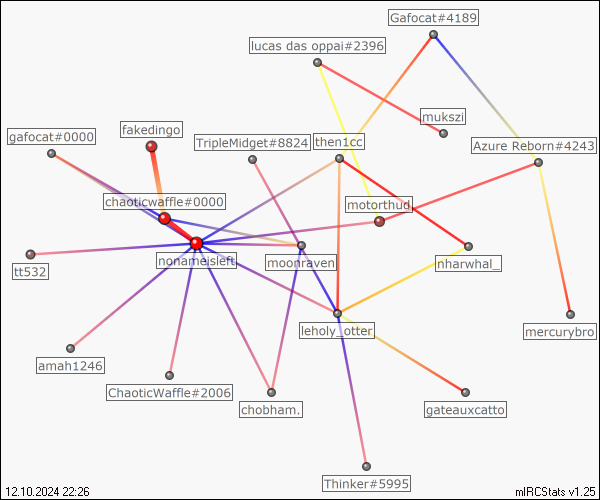 Gafocat#4189
lucas das oppai#2396
mukszi
fakedingo
gafocat#0000
TripleMidget#8824
then1cc
Azure Reborn#4243
chaoticwaffle#0000
motorthud
nonameisleft
moonraven
nharwhal_
tt532
leholy_otter
mercurybro
amah1246
ChaoticWaffle#2006
chobham.
gateauxcatto
Thinker#5995
12.10.2024 22:26
mIRCStats v1.25